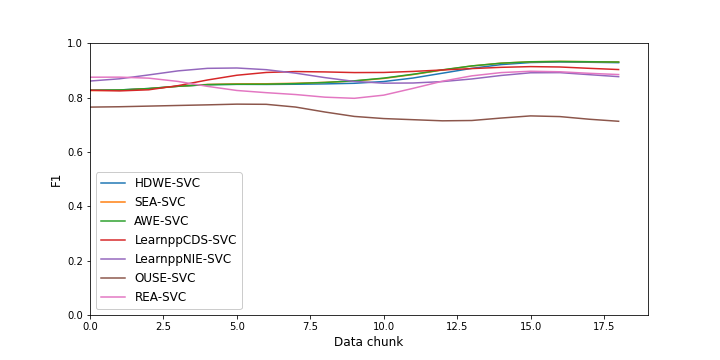 1.0
0.8
0.6
0.4
0.2
0.0
F1
HDWE-SVC
SEA-SVC
AWE-SVC
LearnppCDS-SVC
LearnppNIE-SVC
OUSE-SVC
REA-SVC
0.0 2.5 5.0 7.5 10.0 12.5 15.0 17.5
Data chunk